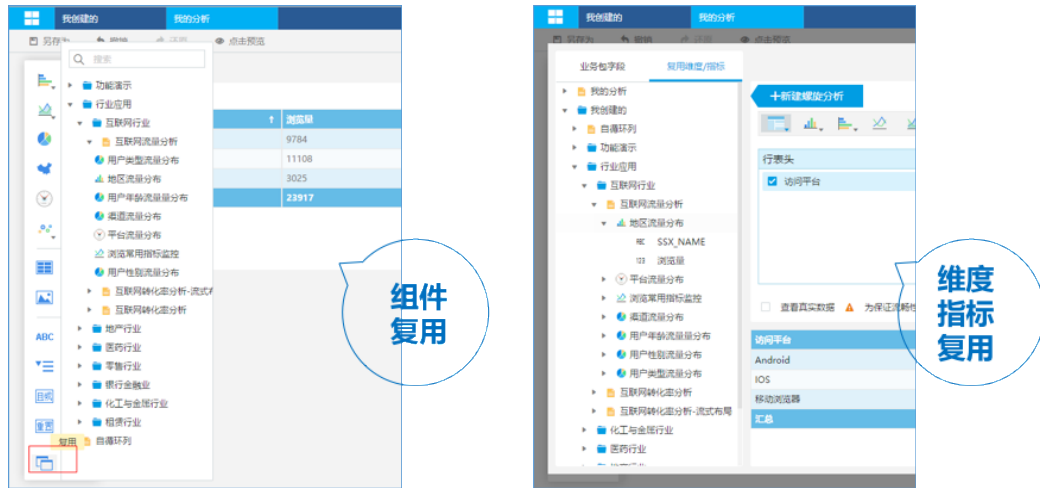 我创建的 我的分析
另存为 撤销 还原 点击预览
搜索
功能演示
行业应用
互联网行业
互联网流量分析
用户类型流量分布
地区流量分布
用户年龄流量量分布
渠道流量分布
平台流量分布
浏览常用指标监控
用户性别流量分布
互联网转化率分析-流式布
互联网转化率分析
地产行业
医药行业
零售行业
银行金融业
化工与金属行业
租赁行业
自循环列
ABC
复用
浏览量
9784
11108
3025
23917
组件
复用
我创建的 我的分析
另存为 撤销 还原 点击预览
业务包字段 复用维度/指标
我的分析
我创建的
自循环列
功能演示
行业应用
互联网行业
互联网流量分析
地区流量分布
SSX_NAME
123 浏览量
平台流量分布
浏览常用指标监控
渠道流量分布
用户年龄流量量分布
用户性别流量分布
用户类型流量分布
互联网转化率分析
互联网转化率分析-流式布局
化工与金属行业
医药行业
+新建螺旋分析
行表头
访问平台
查看真实数据 为保证流畅性
访问平台
Android
IOS
移动浏览器
汇总
维度
指标
复用